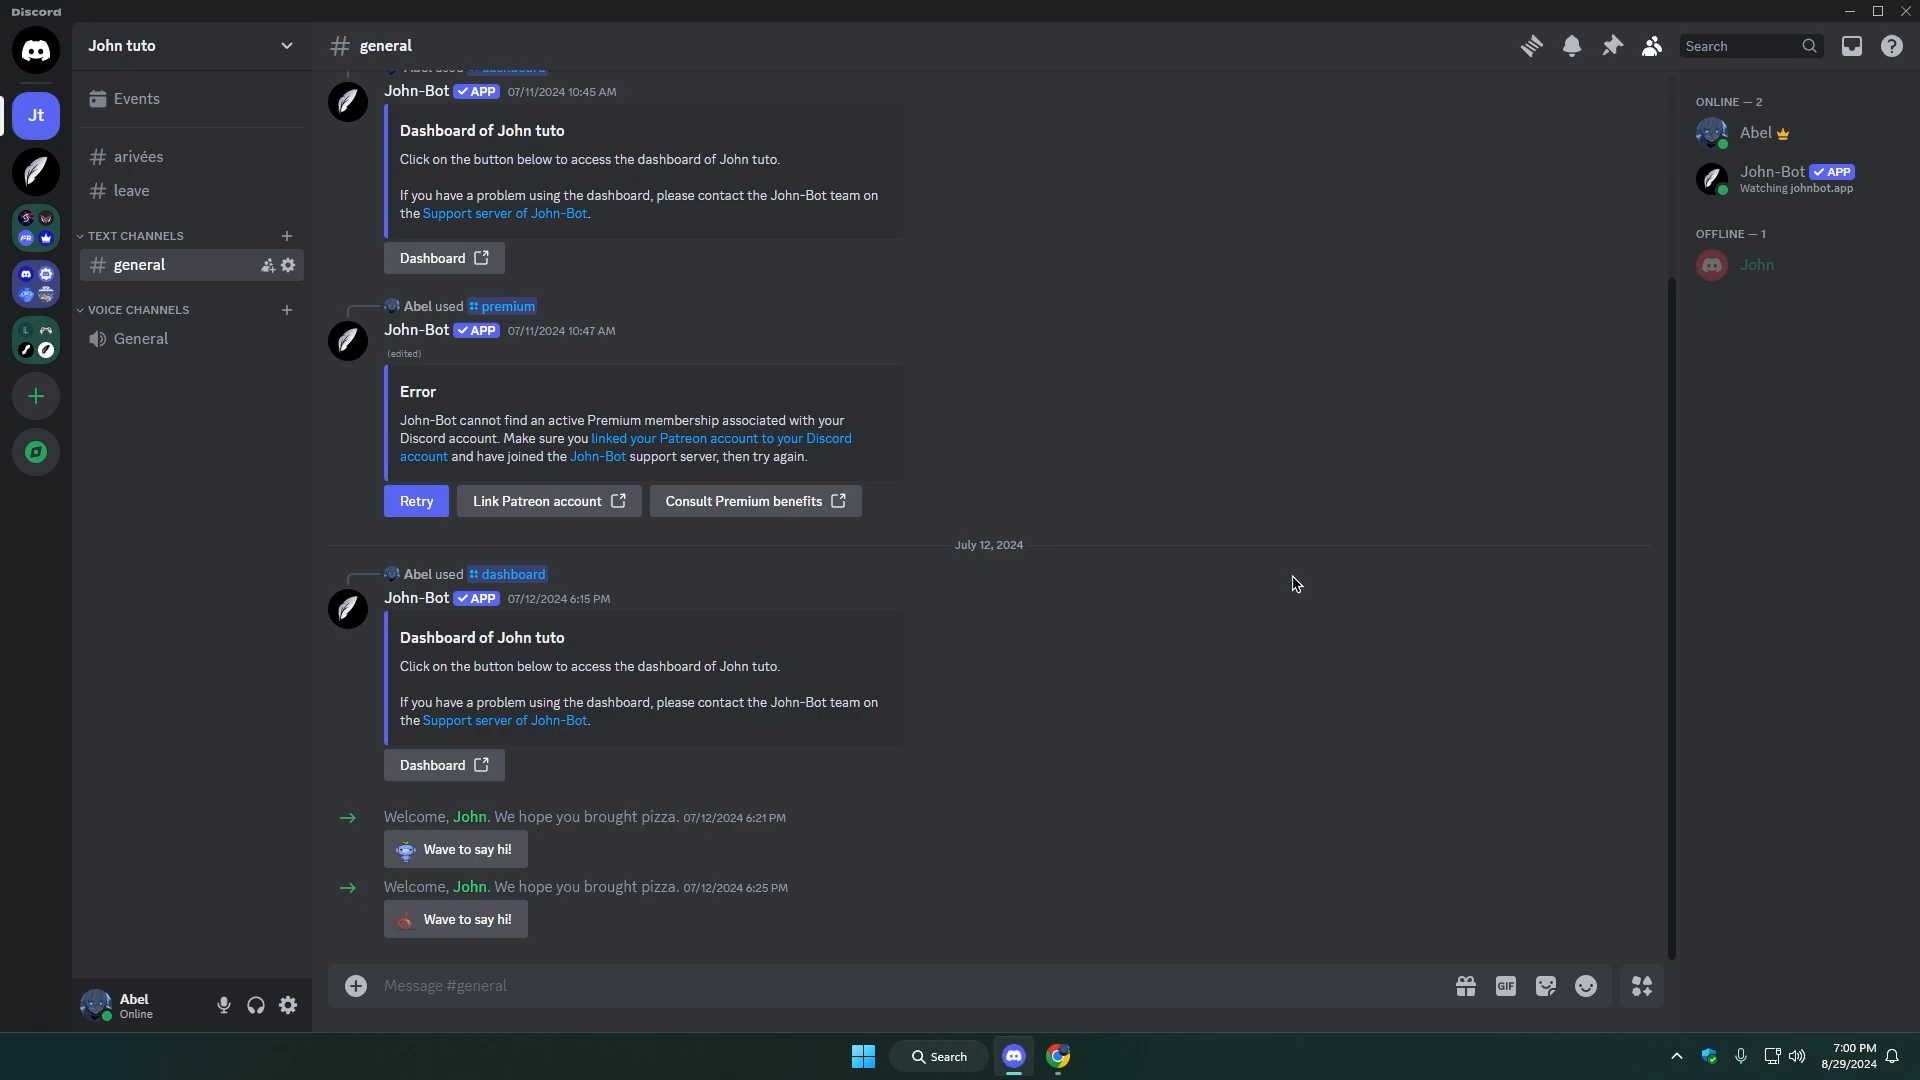 Discord
John tuto
general
Search
Events
Jt
arivées
leave
TEXT CHANNELS
general
VOICE CHANNELS
General
Abel used dashboard
John-Bot APP 07/11/2024 10:45 AM
Dashboard of John tuto
Click on the button below to access the dashboard of John tuto.
If you have a problem using the dashboard, please contact the John-Bot team on
the Support server of John-Bot.
Dashboard
Abel used premium
John-Bot APP 07/11/2024 10:47 AM
(edited)
Error
John-Bot cannot find an active Premium membership associated with your
Discord account. Make sure you linked your Patreon account to your Discord
account and have joined the John-Bot support server, then try again.
Retry
Link Patreon account
Consult Premium benefits
July 12, 2024
Abel used dashboard
John-Bot APP 07/12/2024 6:15 PM
Dashboard of John tuto
Click on the button below to access the dashboard of John tuto.
If you have a problem using the dashboard, please contact the John-Bot team on
the Support server of John-Bot.
Dashboard
Welcome, John. We hope you brought pizza. 07/12/2024 6:21 PM
Wave to say hi!
Welcome, John. We hope you brought pizza. 07/12/2024 6:25 PM
Wave to say hi!
Message #general
GIF
ONLINE — 2
Abel
John-Bot APP
Watching johnbot.app
OFFLINE — 1
John
Abel
Online
Search
7:00 PM
8/29/2024